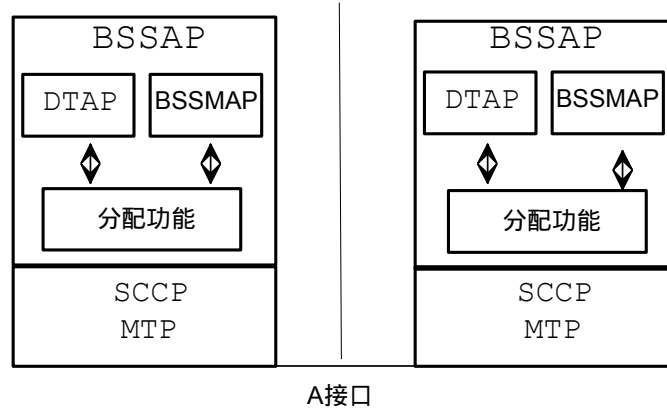 BSSAP
DTAP BSSMAP
分配功能
SCCP
MTP
BSSAP
DTAP BSSMAP
分配功能
SCCP
MTP
A接口